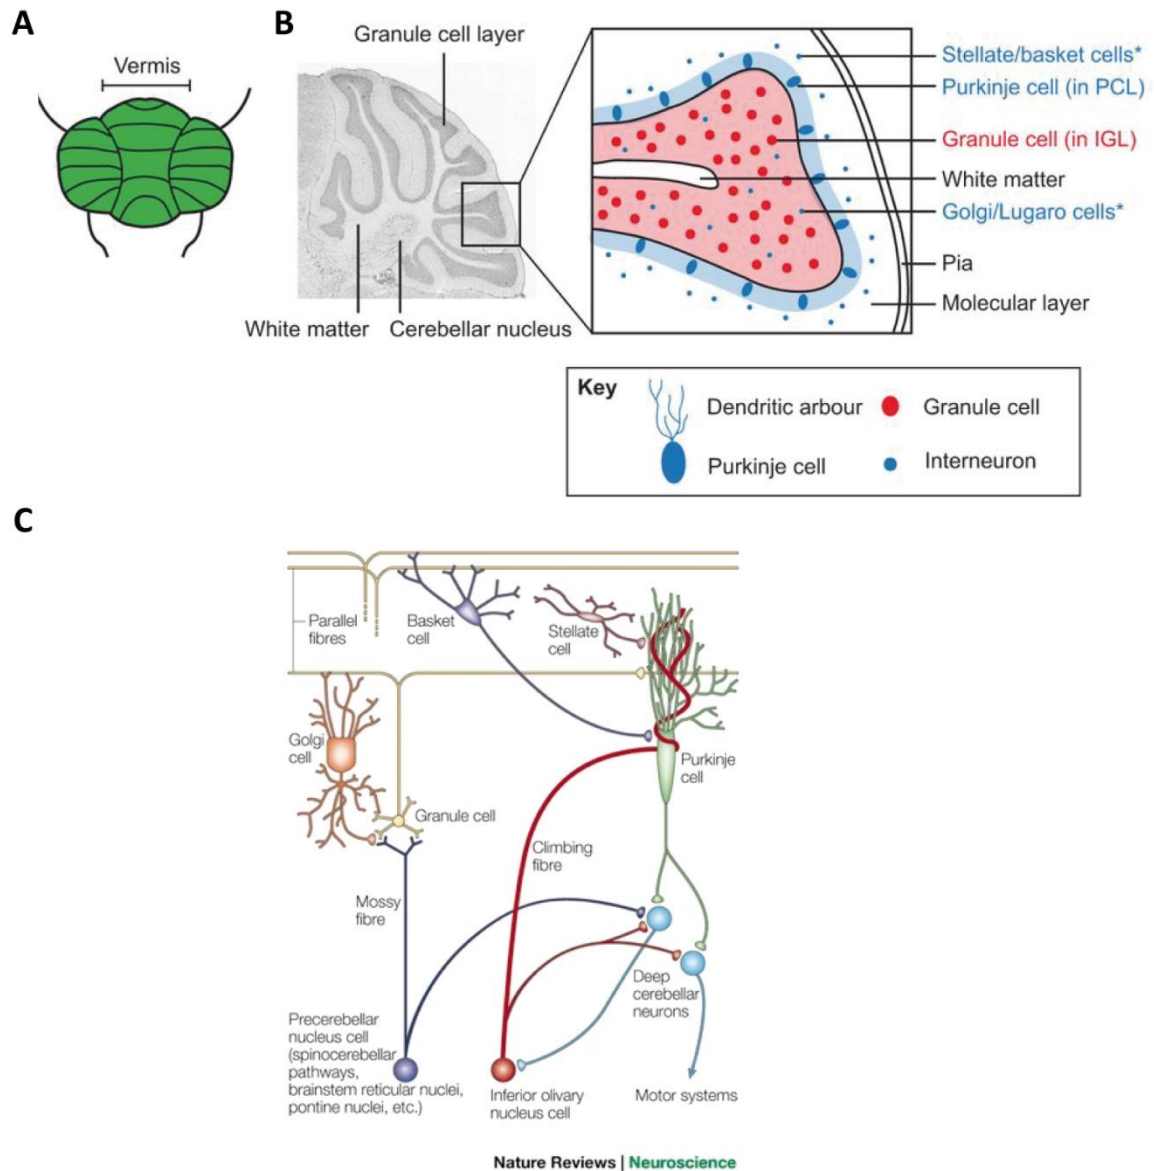 A
Vermis
B
Granule cell layer
White matter
Cerebellar nucleus
Stellate/basket cells*
Purkinje cell (in PCL)
Granule cell (in IGL)
White matter
Golgi/Lugaro cells*
Pia
Molecular layer
Key
Dendritic arbour
Granule cell
Purkinje cell
Interneuron
C
Parallel
fibres
Basket
cell
Stellate
cell
Golgi
cell
Purkinje
cell
Granule cell
Climbing
fibre
Mossy
fibre
Deep
cerebellar
neurons
Precerebellar
nucleus cell
(spinocerebellar
pathways,
brainstem reticular nuclei,
pontine nuclei, etc.)
Inferior olivary
nucleus cell
Motor systems
Nature Reviews | Neuroscience